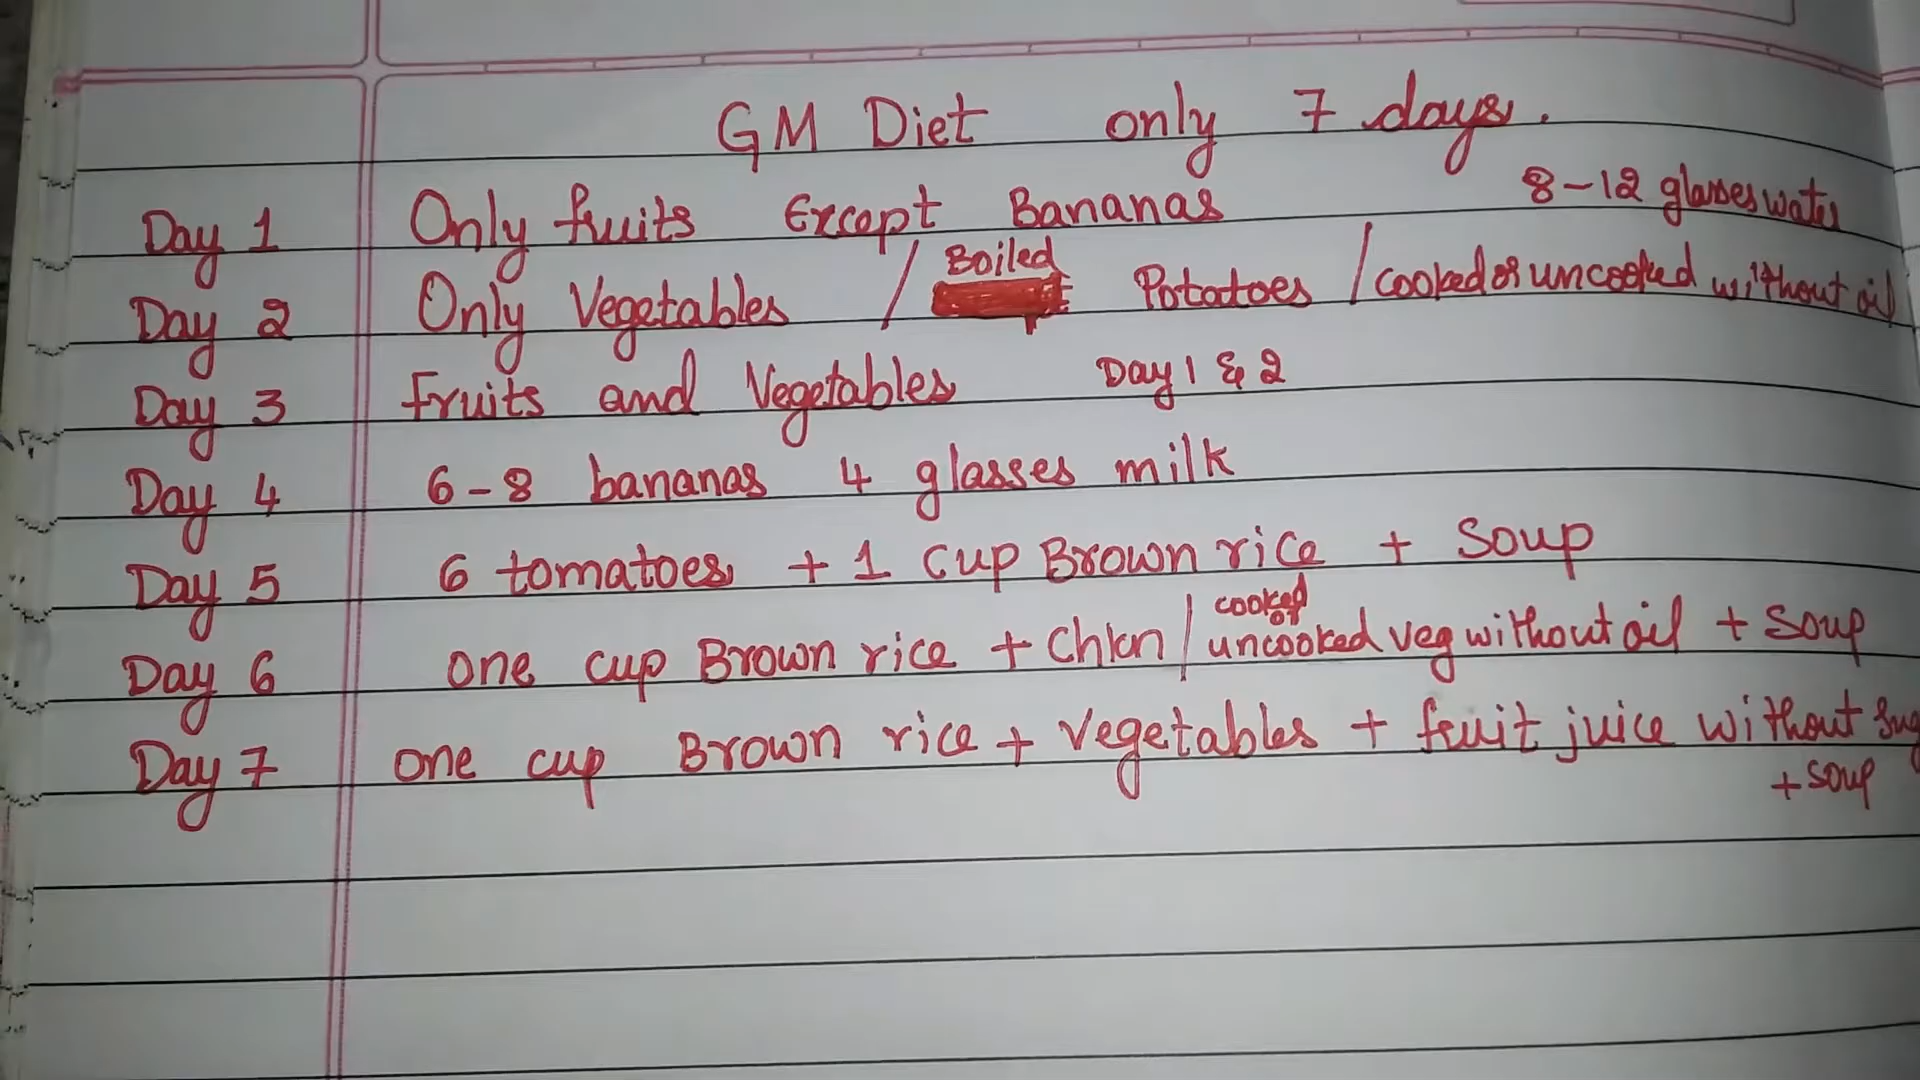 GM Diet only 7 days.
Day 1 Only fruits Except Bananas 8-12 glasses water
Day 2 Only Vegetables / Boiled Potatoes / cooked or uncooked without oil
Day 3 Fruits and Vegetables Day 1 & 2
Day 4 6-8 bananas 4 glasses milk
Day 5 6 tomatoes + 1 Cup Brown rice + Soup
Day 6 One cup Brown rice + Chkn / cooked or uncooked veg without oil + Soup
Day 7 One cup Brown rice + Vegetables + fruit juice without Sug
+ Soup